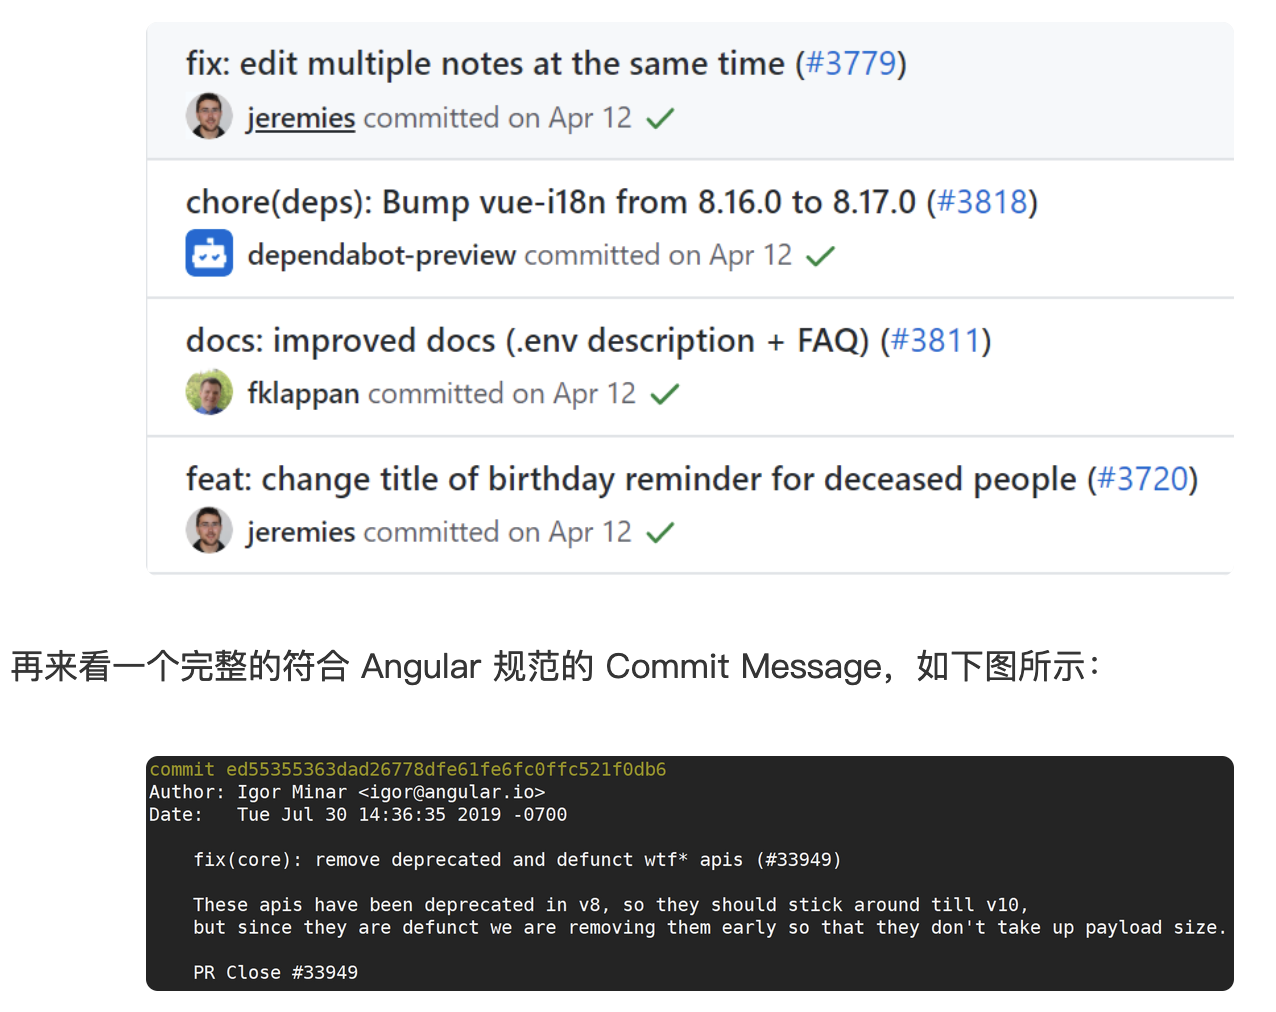 fix: edit multiple notes at the same time (#3779)
jeremies committed on Apr 12
chore(deps): Bump vue-i18n from 8.16.0 to 8.17.0 (#3818)
dependabot-preview committed on Apr 12
docs: improved docs (.env description + FAQ) (#3811)
fklappan committed on Apr 12
feat: change title of birthday reminder for deceased people (#3720)
jeremies committed on Apr 12
再来看一个完整的符合 Angular 规范的 Commit Message，如下图所示：
commit ed55355363dad26778dfe61fe6fc0ffc521f0db6
Author: Igor Minar <igor@angular.io>
Date:   Tue Jul 30 14:36:35 2019 -0700
fix(core): remove deprecated and defunct wtf* apis (#33949)
These apis have been deprecated in v8, so they should stick around till v10,
but since they are defunct we are removing them early so that they don't take up payload size.
PR Close #33949